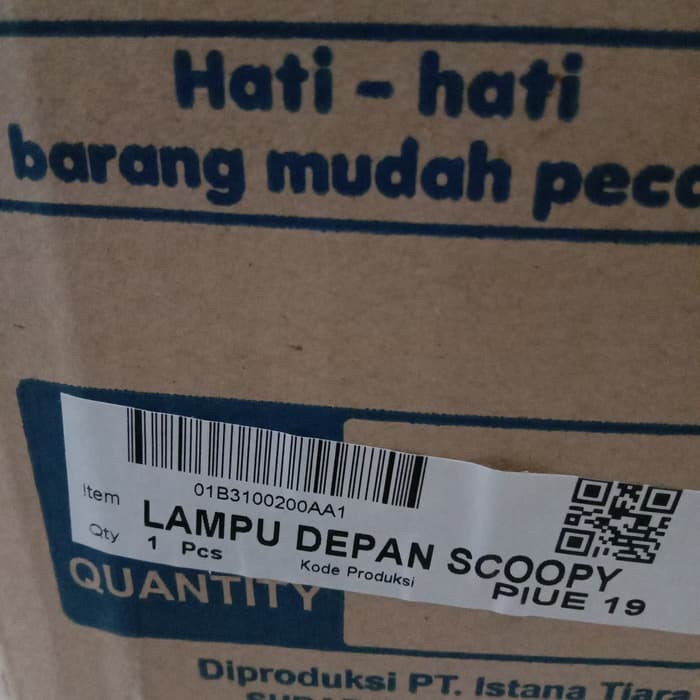 Hati - hati
barang mudah peca
01B3100200AA1
Item LAMPU DEPAN SCOOPY
Qty 1 Pcs Kode Produksi PIUE 19
QUANTITY
Diproduksi PT. Istana Tiara